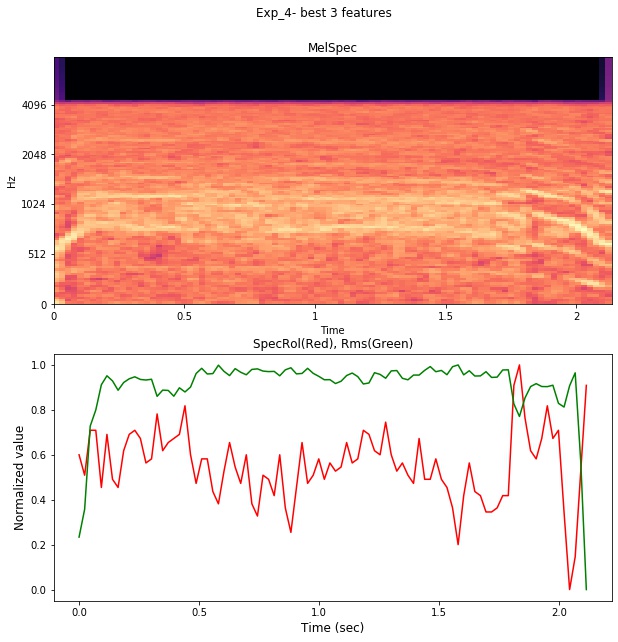 Exp_4- best 3 features
MelSpec
4096
2048
1024
512
0
Hz
0 0.5 1 1.5 2
Time
SpecRol(Red), Rms(Green)
1.0
0.8
0.6
0.4
0.2
0.0
Normalized value
0.0 0.5 1.0 1.5 2.0
Time (sec)